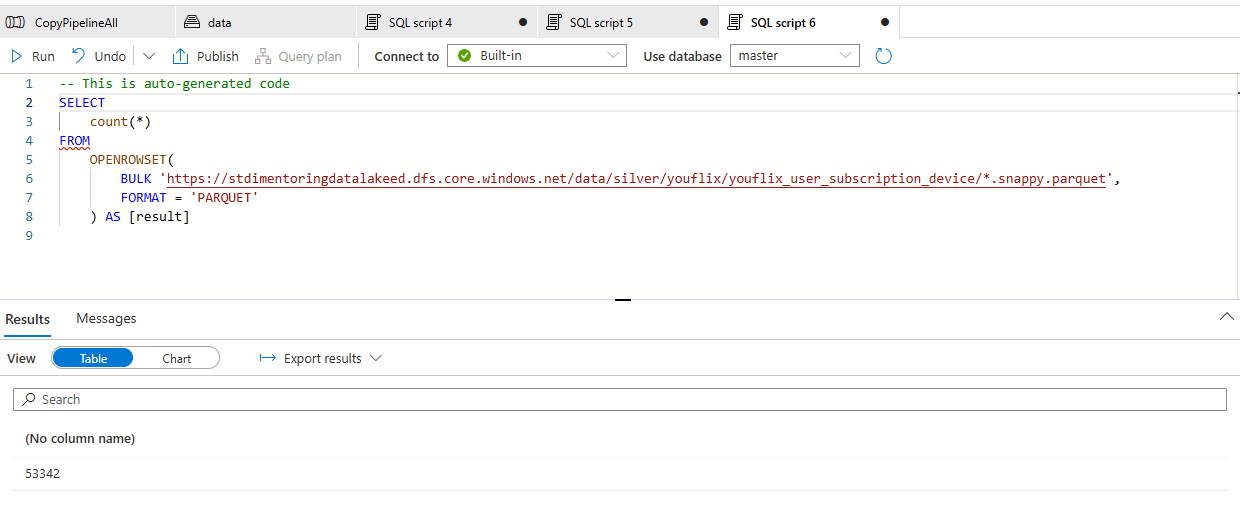 CopyPipelineAll data SQL script 4 SQL script 5 SQL script 6
Run Undo Publish Query plan Connect to Built-in Use database master
1 -- This is auto-generated code
2 SELECT
3 count(*)
4 FROM
5 OPENROWSET(
6 BULK 'https://stdimentoringdatalakeed.dfs.core.windows.net/data/silver/youflix/youflix_user_subscription_device/*.snappy.parquet',
7 FORMAT = 'PARQUET'
8 ) AS [result]
9
Results Messages
View Table Chart Export results
Search
(No column name)
53342